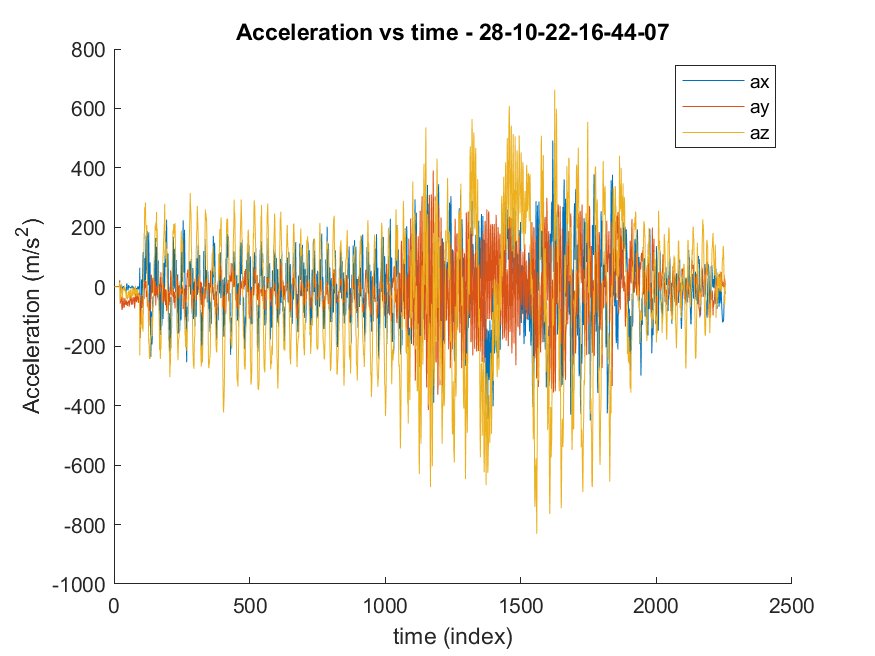 Acceleration vs time - 28-10-22-16-44-07
800
600
400
200
0
-200
-400
-600
-800
-1000
Acceleration (m/s²)
ax
ay
az
0 500 1000 1500 2000 2500
time (index)